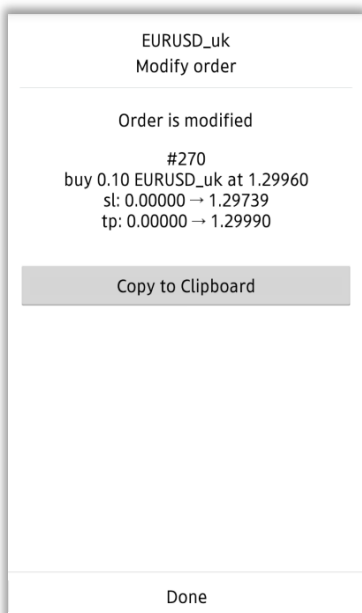 EURUSD_uk
Modify order
Order is modified
#270
buy 0.10 EURUSD_uk at 1.29960
sl: 0.00000 → 1.29739
tp: 0.00000 → 1.29990
Copy to Clipboard
Done